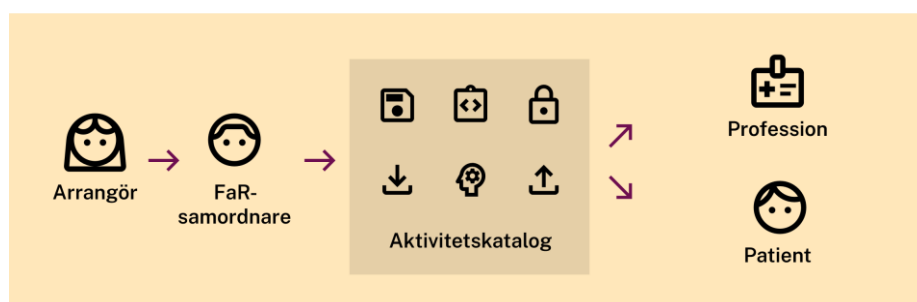 Arrangör
FaR-
samordnare
Aktivitetskatalog
Profession
Patient